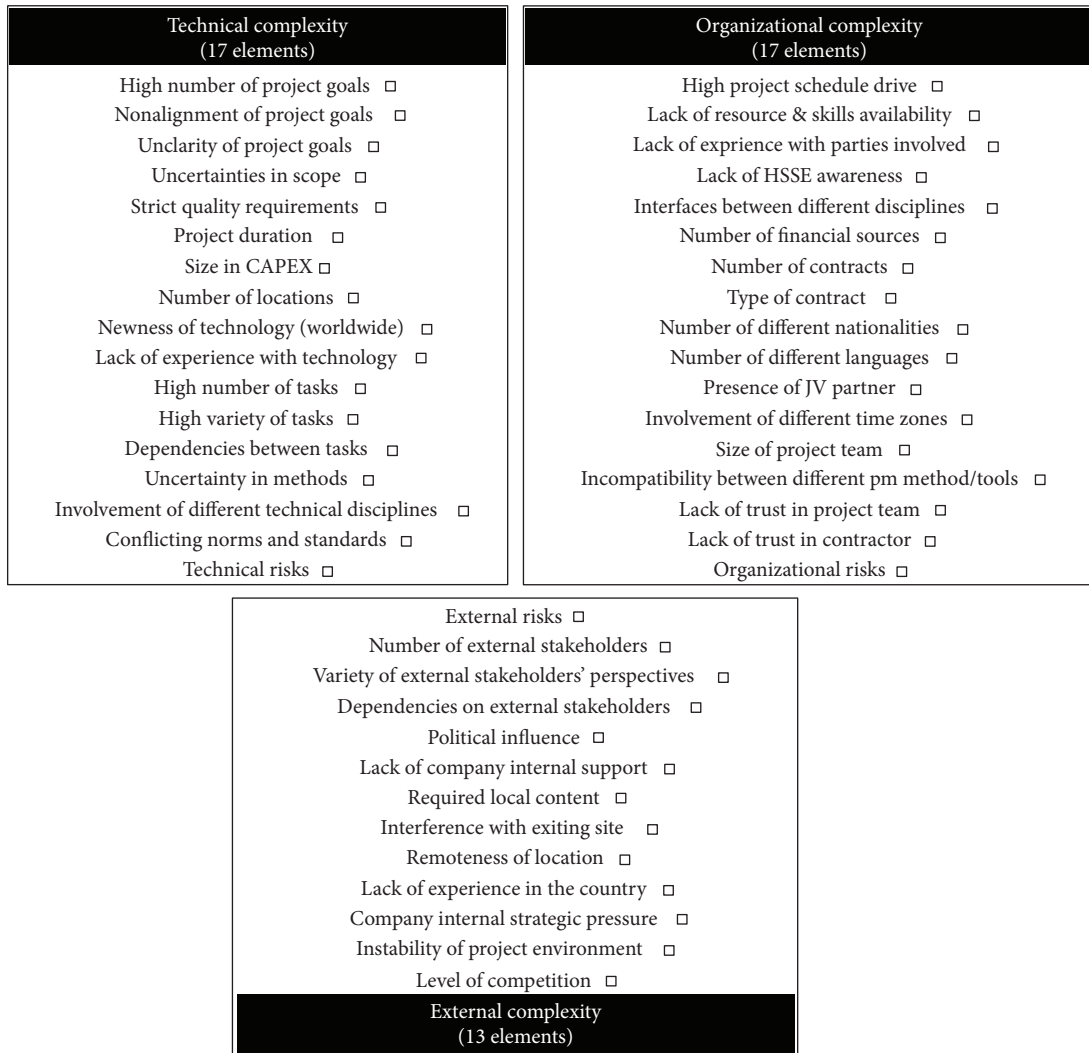 Technical complexity
(17 elements)
High number of project goals □
Nonalignment of project goals □
Unclarity of project goals □
Uncertainties in scope □
Strict quality requirements □
Project duration □
Size in CAPEX □
Number of locations □
Newness of technology (worldwide) □
Lack of experience with technology □
High number of tasks □
High variety of tasks □
Dependencies between tasks □
Uncertainty in methods □
Involvement of different technical disciplines □
Conflicting norms and standards □
Technical risks □
Organizational complexity
(17 elements)
High project schedule drive □
Lack of resource & skills availability □
Lack of exprience with parties involved □
Lack of HSSE awareness □
Interfaces between different disciplines □
Number of financial sources □
Number of contracts □
Type of contract □
Number of different nationalities □
Number of different languages □
Presence of JV partner □
Involvement of different time zones □
Size of project team □
Incompatibility between different pm method/tools □
Lack of trust in project team □
Lack of trust in contractor □
Organizational risks □
External risks □
Number of external stakeholders □
Variety of external stakeholders’ perspectives □
Dependencies on external stakeholders □
Political influence □
Lack of company internal support □
Required local content □
Interference with exiting site □
Remoteness of location □
Lack of experience in the country □
Company internal strategic pressure □
Instability of project environment □
Level of competition □
External complexity
(13 elements)